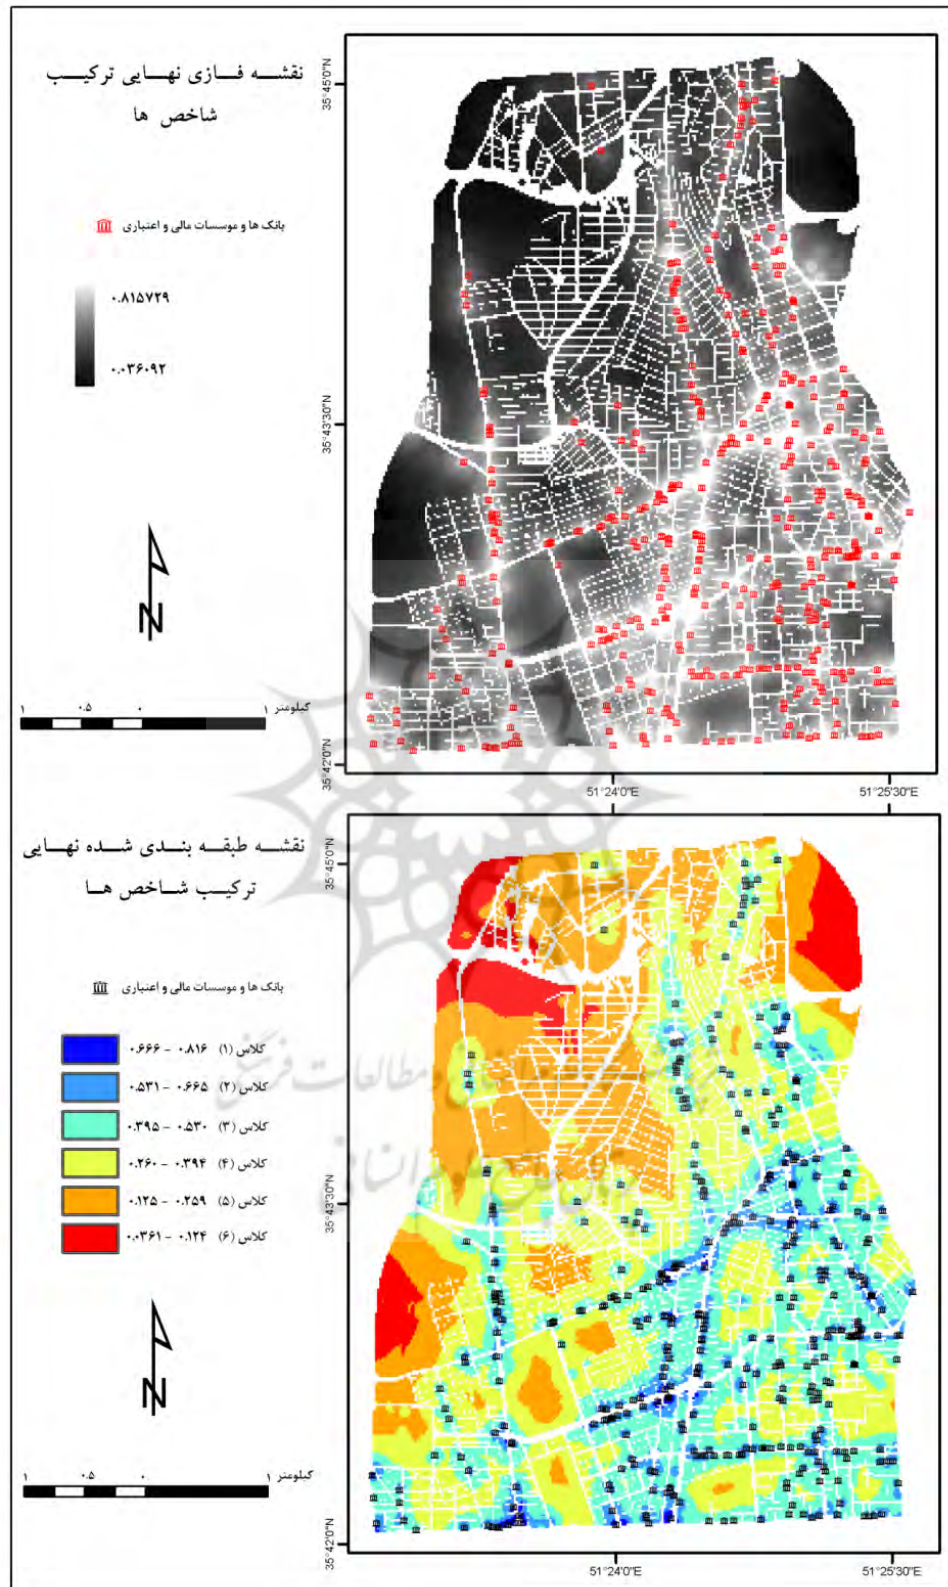 نقشه فازی نهایی ترکیب
شاخص ها
بانک ها و موسسات مالی و اعتباری
۰.۸۱۵۷۲۹
۰.۰۳۶۰۹۲
N
۱ ۰.۵ ۰ ۱ کیلومتر
35°45'0"N
35°43'30"N
35°42'0"N
51°24'0"E 51°25'30"E
نقشه طبقه بندی شده نهایی
ترکیب شاخص ها
بانک ها و موسسات مالی و اعتباری
کلاس (۱) ۰.۶۶۶ - ۰.۸۱۶
کلاس (۲) ۰.۵۳۱ - ۰.۶۶۵
کلاس (۳) ۰.۳۹۵ - ۰.۵۳۰
کلاس (۴) ۰.۲۶۰ - ۰.۳۹۴
کلاس (۵) ۰.۱۲۵ - ۰.۲۵۹
کلاس (۶) ۰.۰۳۶۱ - ۰.۱۲۴
N
۱ ۰.۵ ۰ ۱ کیلومتر
35°45'0"N
35°43'30"N
35°42'0"N
51°24'0"E 51°25'30"E